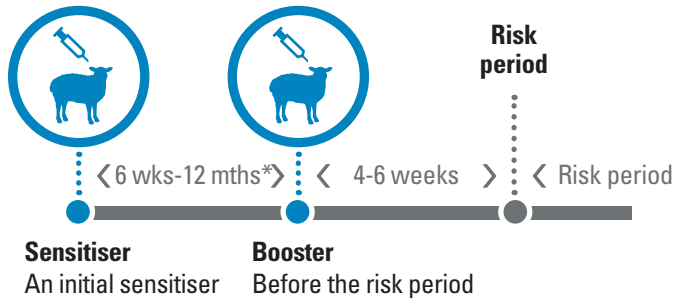 Risk
period
6 wks-12 mths*
4-6 weeks
Risk period
Sensitiser
An initial sensitiser
Booster
Before the risk period